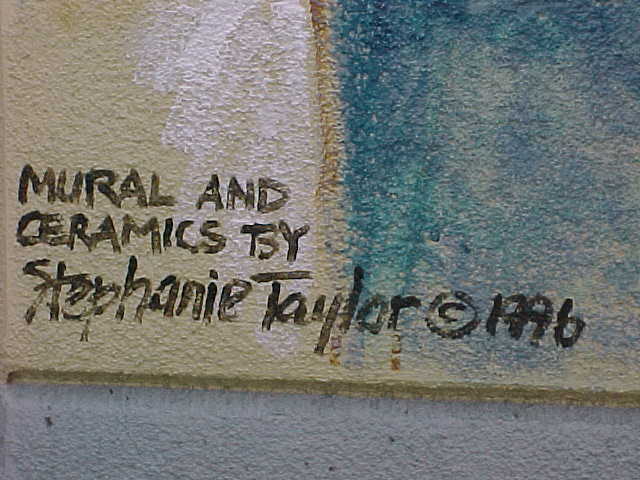 MURAL AND
CERAMICS BY
Stephanie Taylor © 1996